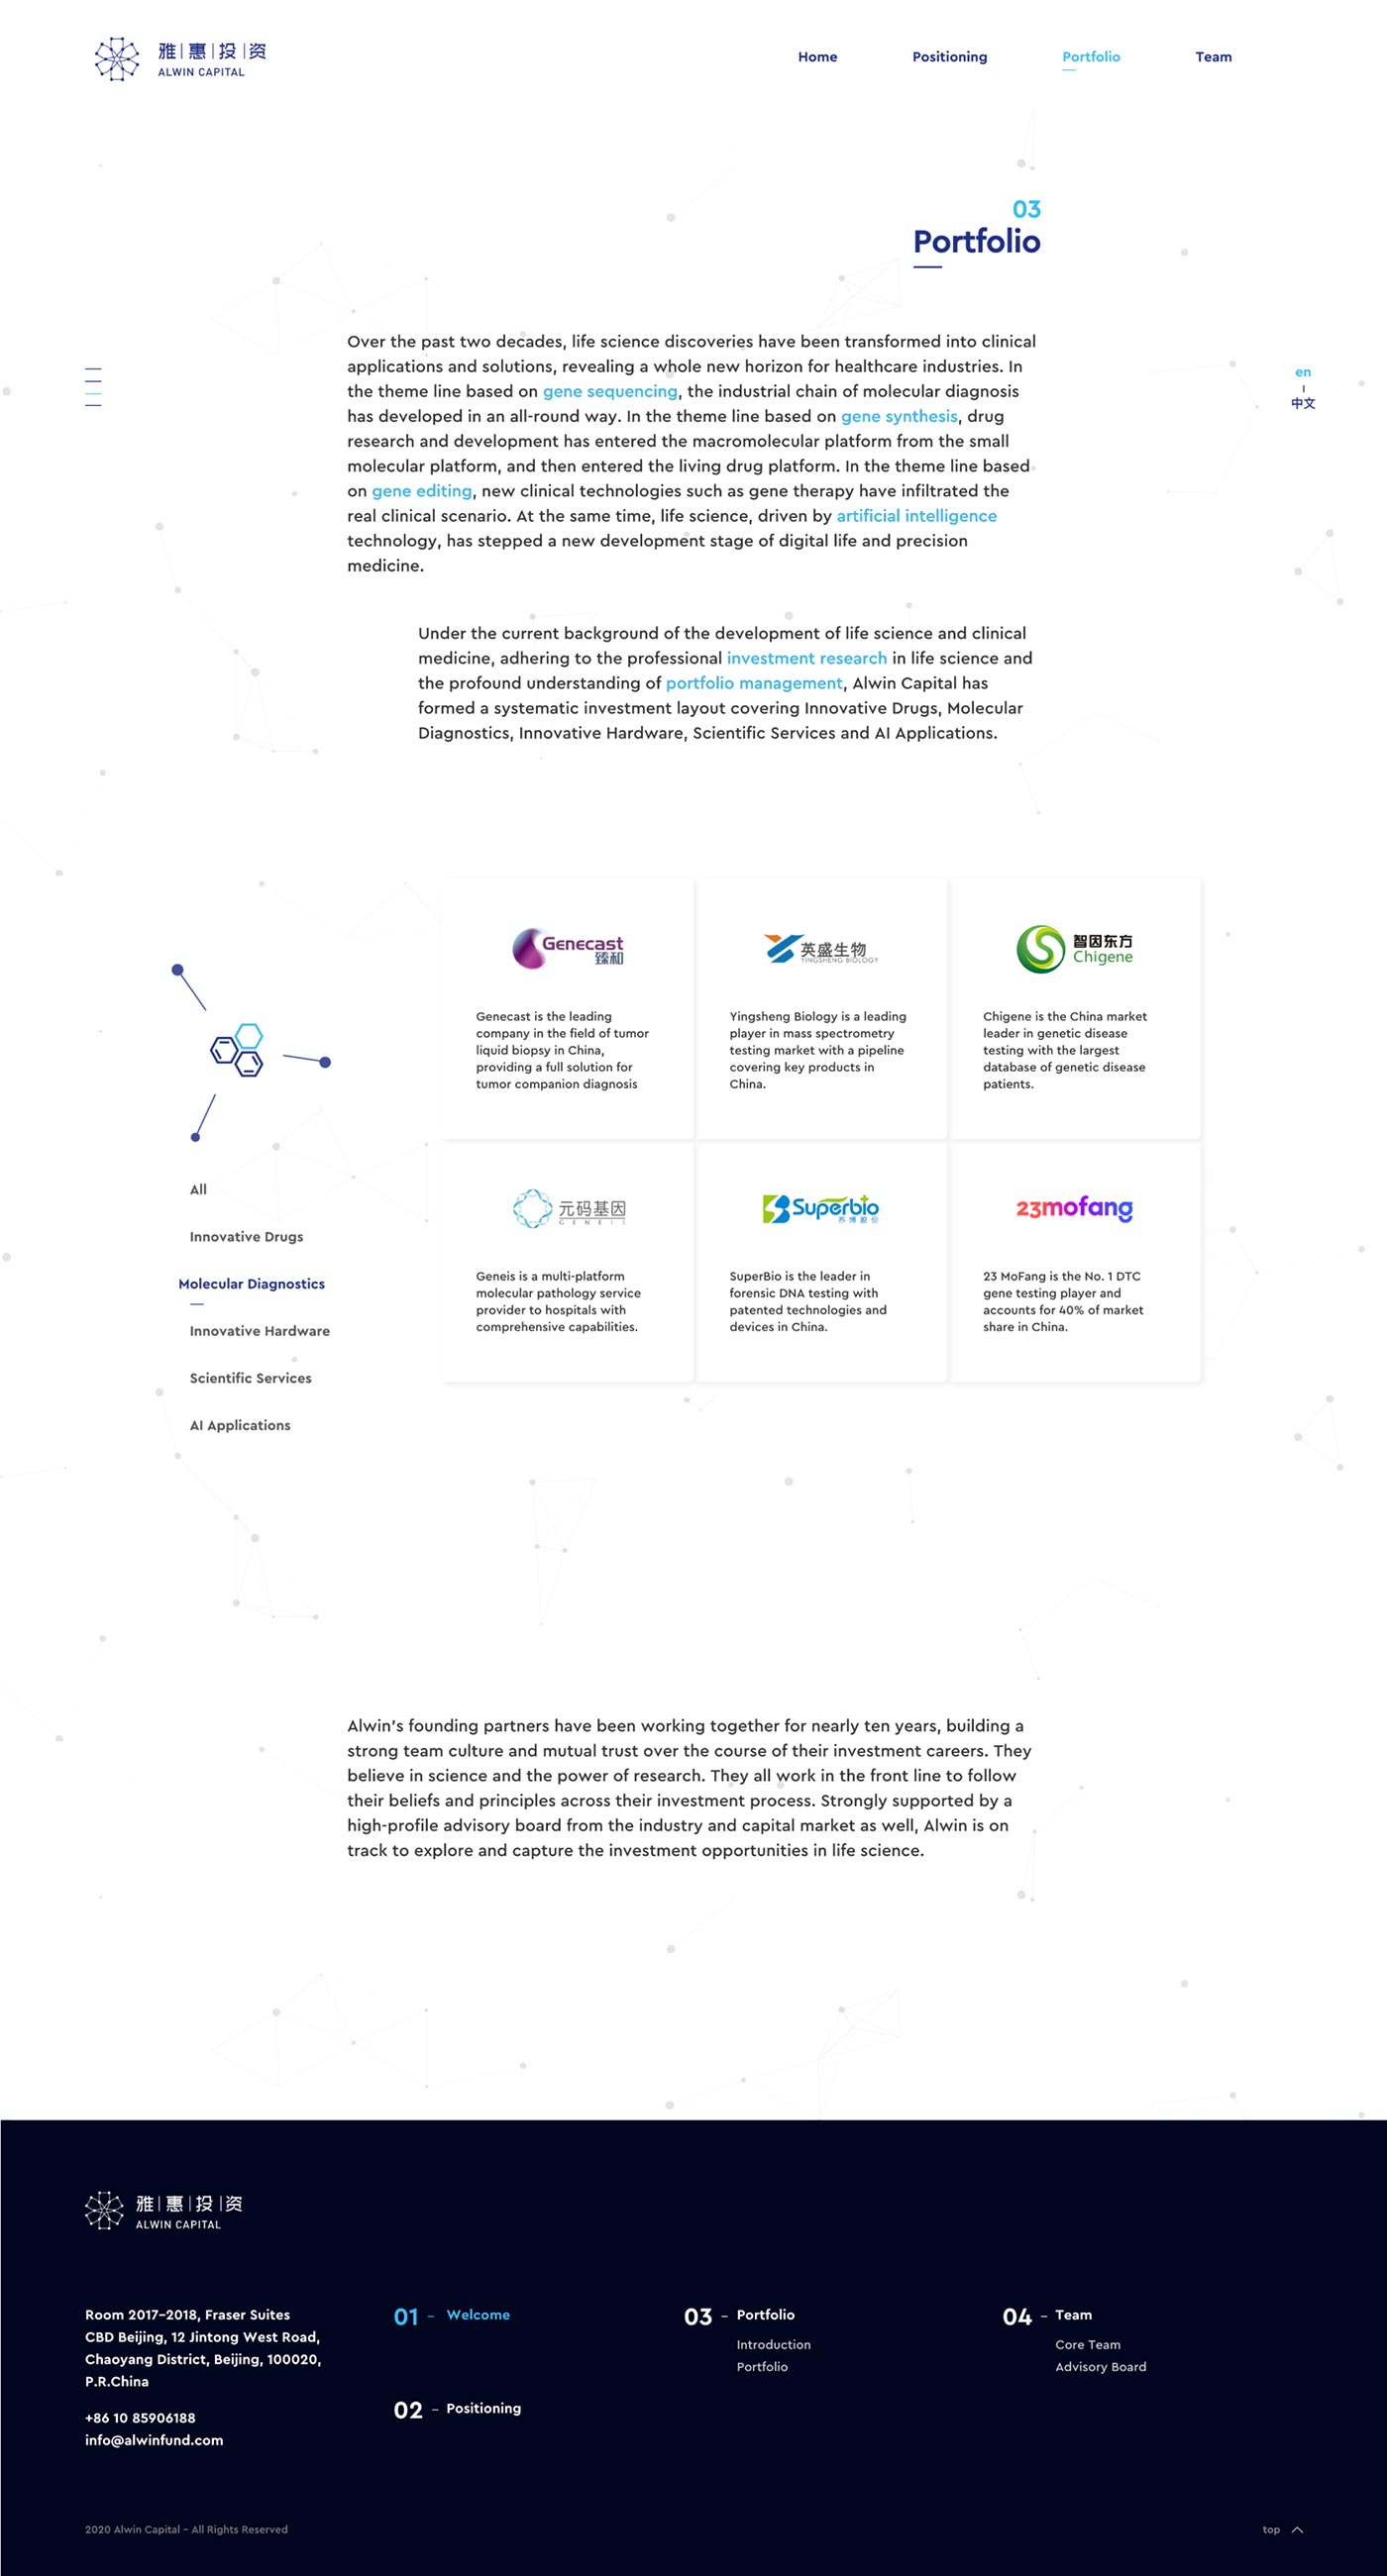 雅惠投资
ALWIN CAPITAL
Home
Positioning
Portfolio
Team
03
Portfolio
Over the past two decades, life science discoveries have been transformed into clinical
applications and solutions, revealing a whole new horizon for healthcare industries. In
the theme line based on gene sequencing, the industrial chain of molecular diagnosis
has developed in an all-round way. In the theme line based on gene synthesis, drug
research and development has entered the macromolecular platform from the small
molecular platform, and then entered the living drug platform. In the theme line based
on gene editing, new clinical technologies such as gene therapy have infiltrated the
real clinical scenario. At the same time, life science, driven by artificial intelligence
technology, has stepped a new development stage of digital life and precision
medicine.
en
中文
Under the current background of the development of life science and clinical
medicine, adhering to the professional investment research in life science and
the profound understanding of portfolio management, Alwin Capital has
formed a systematic investment layout covering Innovative Drugs, Molecular
Diagnostics, Innovative Hardware, Scientific Services and AI Applications.
All
Innovative Drugs
Molecular Diagnostics
Innovative Hardware
Scientific Services
AI Applications
Genecast
臻和
Genecast is the leading
company in the field of tumor
liquid biopsy in China,
providing a full solution for
tumor companion diagnosis
英盛生物
YINGSHENG BIOLOGY
Yingsheng Biology is a leading
player in mass spectrometry
testing market with a pipeline
covering key products in
China.
智因东方
Chigene
Chigene is the China market
leader in genetic disease
testing with the largest
database of genetic disease
patients.
元码基因
GENEIS
Geneis is a multi-platform
molecular pathology service
provider to hospitals with
comprehensive capabilities.
Superbio
苏博股份
SuperBio is the leader in
forensic DNA testing with
patented technologies and
devices in China.
23mofang
23 MoFang is the No. 1 DTC
gene testing player and
accounts for 40% of market
share in China.
Alwin's founding partners have been working together for nearly ten years, building a
strong team culture and mutual trust over the course of their investment careers. They
believe in science and the power of research. They all work in the front line to follow
their beliefs and principles across their investment process. Strongly supported by a
high-profile advisory board from the industry and capital market as well, Alwin is on
track to explore and capture the investment opportunities in life science.
雅惠投资
ALWIN CAPITAL
Room 2017-2018, Fraser Suites
CBD Beijing, 12 Jintong West Road,
Chaoyang District, Beijing, 100020,
P.R.China
+86 10 85906188
info@alwinfund.com
01 – Welcome
02 – Positioning
03 – Portfolio
Introduction
Portfolio
04 – Team
Core Team
Advisory Board
2020 Alwin Capital - All Rights Reserved
top